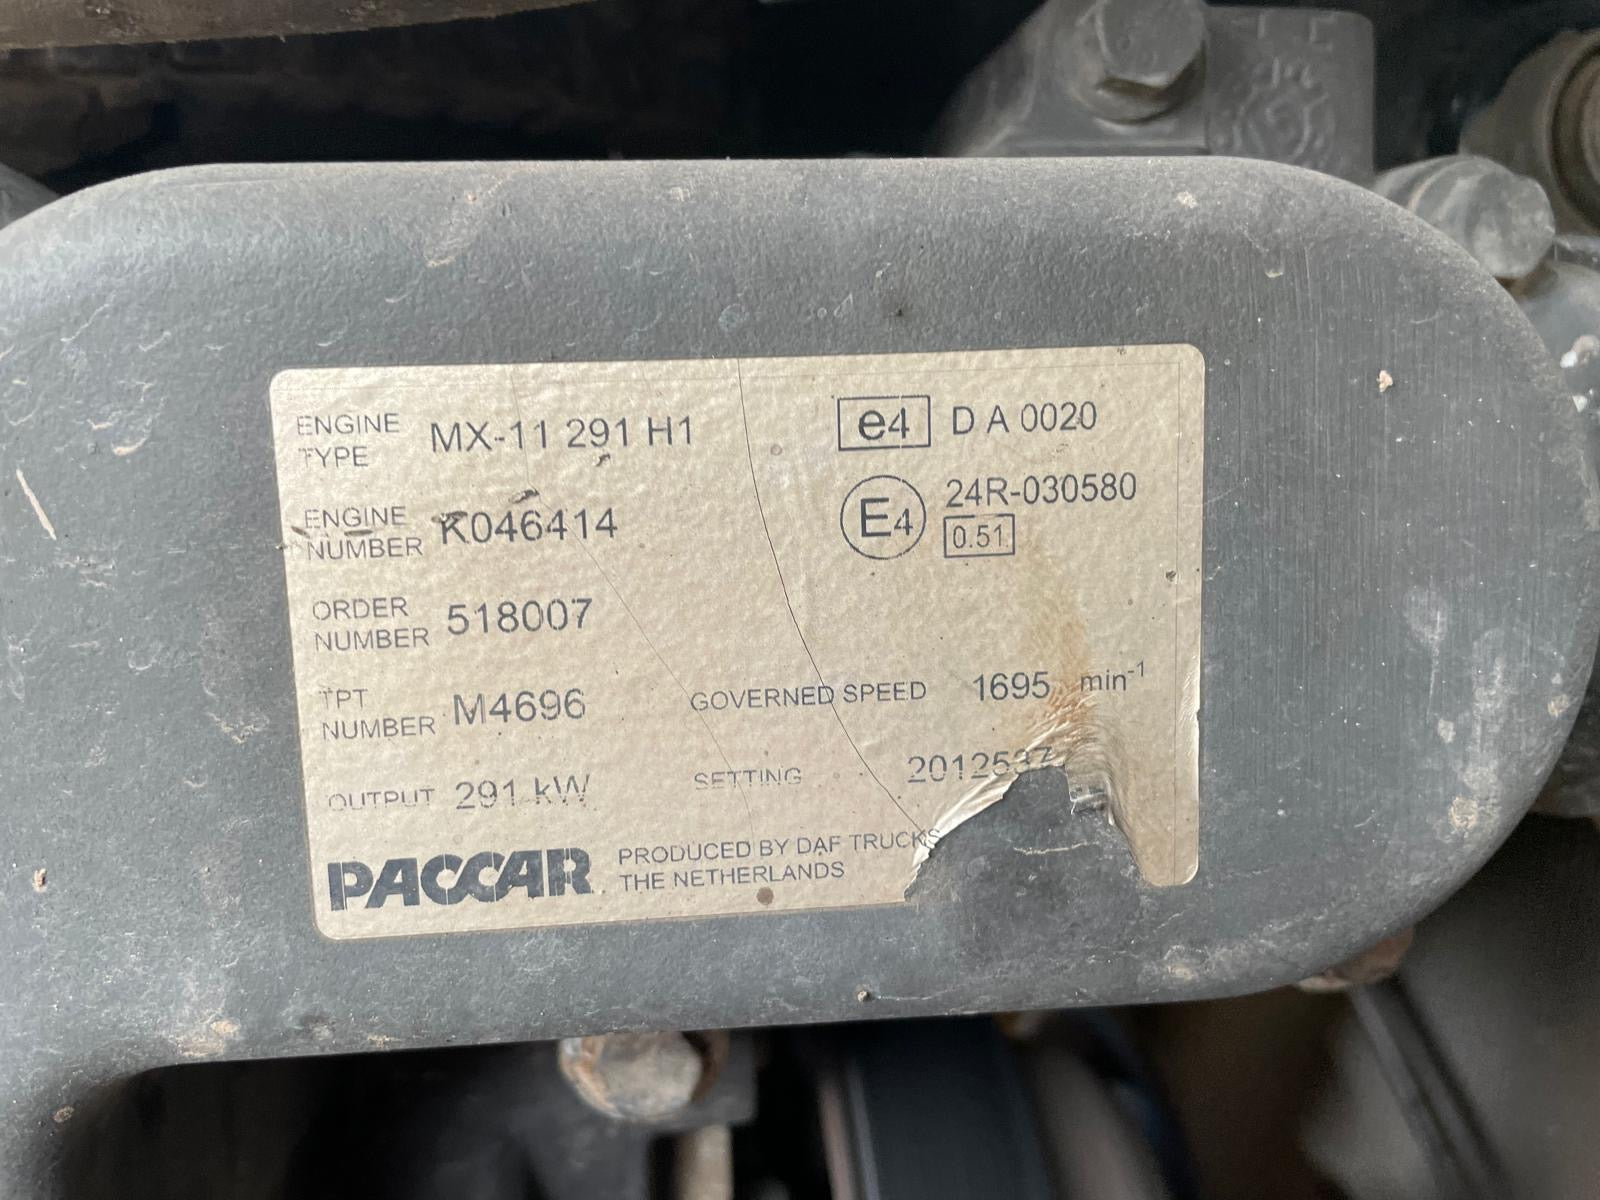 ENGINE TYPE MX-11 291 H1
e4 D A 0020
ENGINE NUMBER K046414
E4 24R-030580
0.51
ORDER NUMBER 518007
TPT NUMBER M4696
GOVERNED SPEED 1695 min-1
OUTPUT 291 kW
SETTING 2012537
PACCAR
PRODUCED BY DAF TRUCKS
THE NETHERLANDS